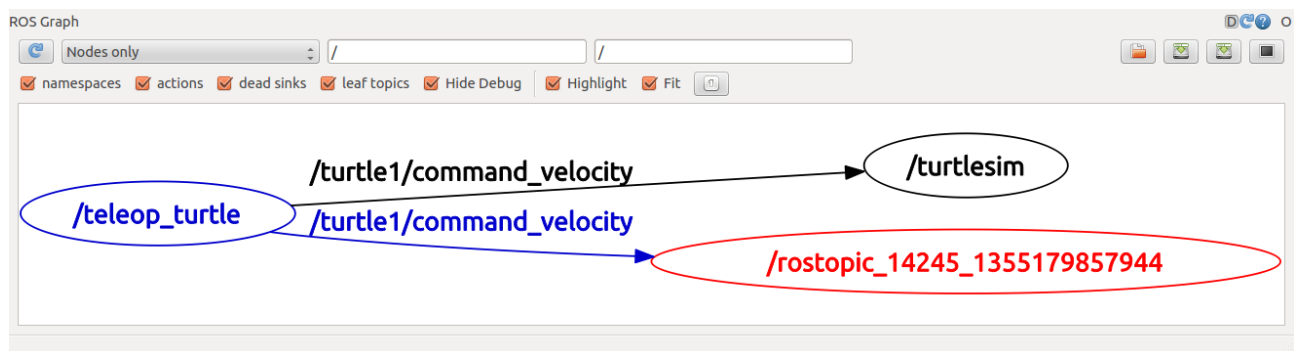 ROS Graph D ? O
Nodes only / /
namespaces actions dead sinks leaf topics Hide Debug Highlight Fit
/turtle1/command_velocity /turtlesim
/teleop_turtle /turtle1/command_velocity
/rostopic_14245_1355179857944